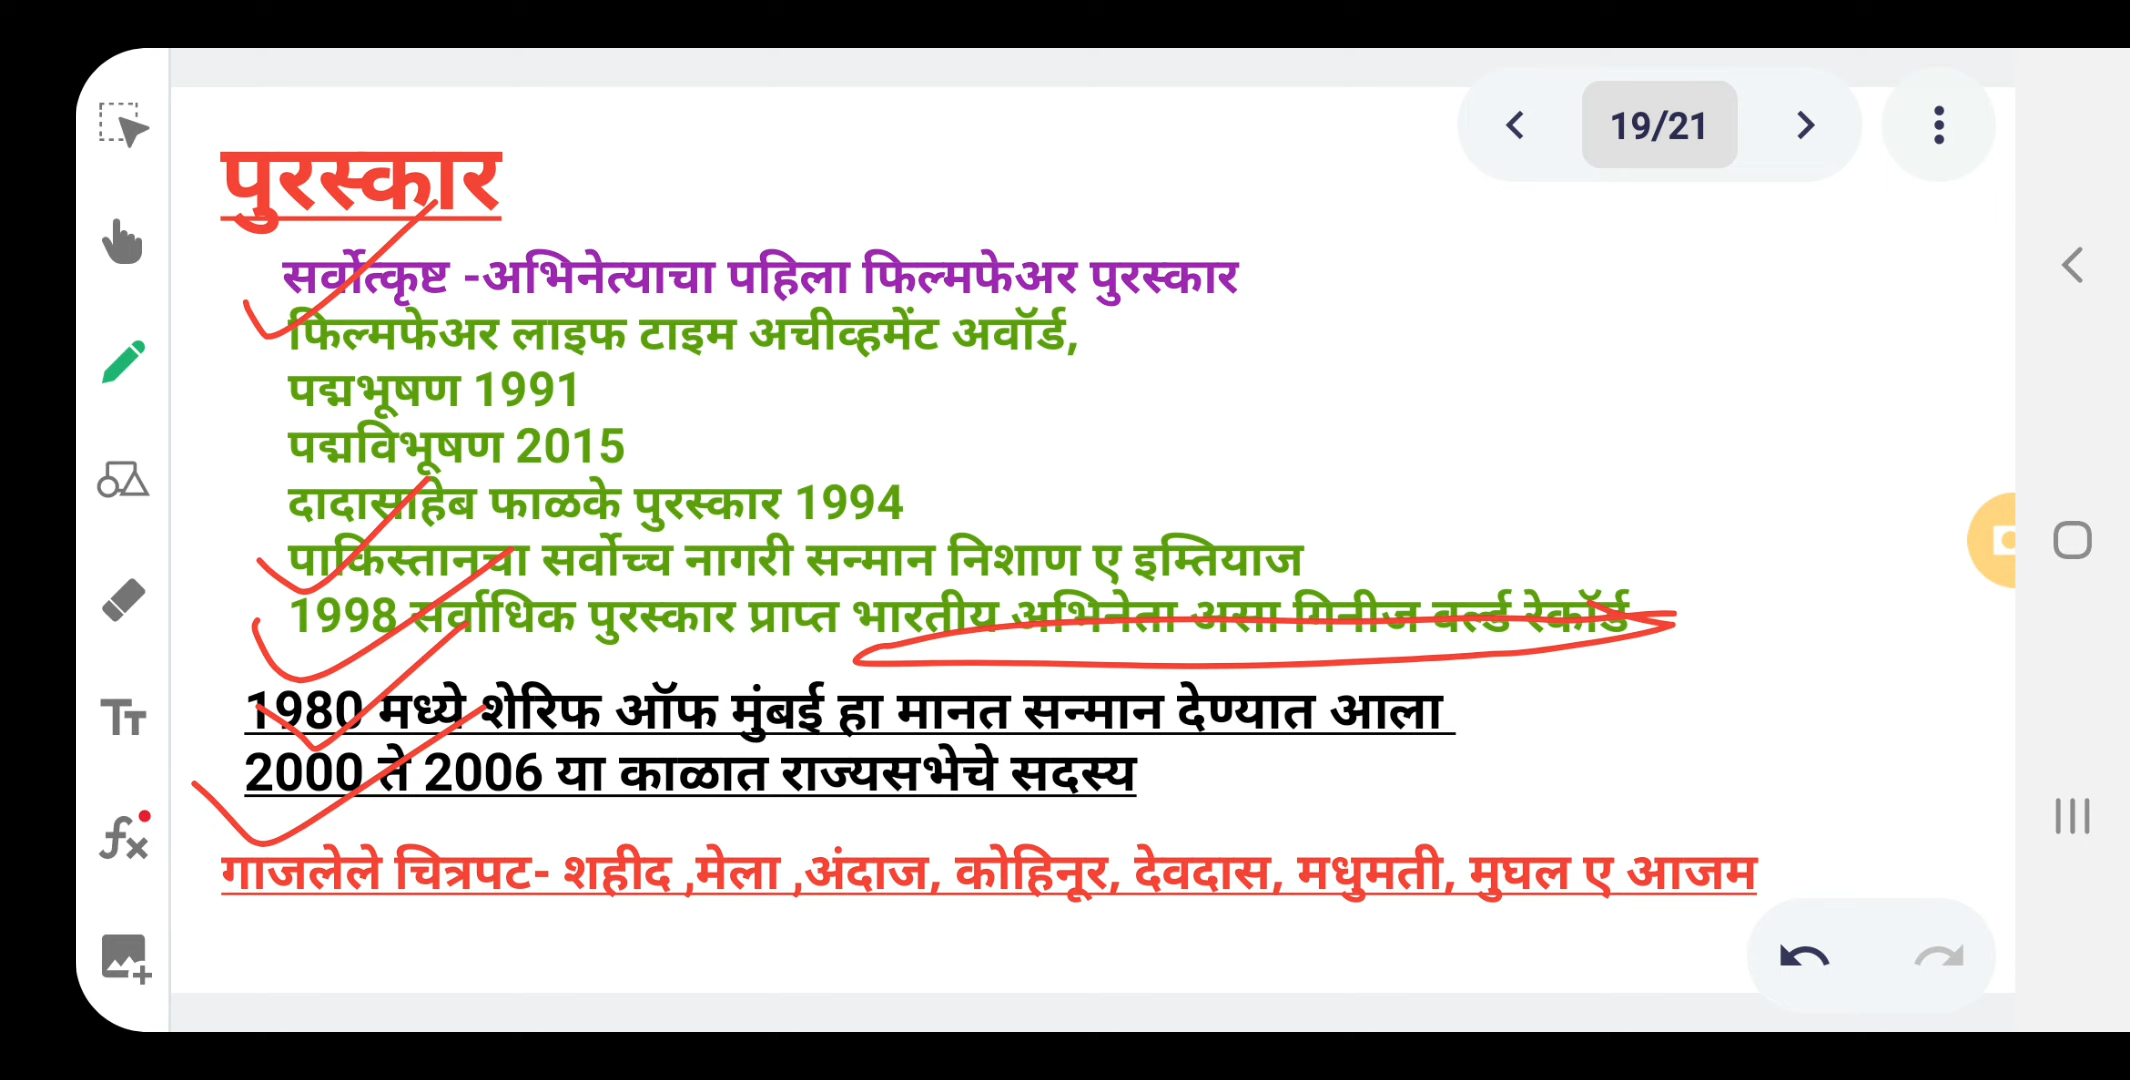 19/21
पुरस्कार
सर्वोत्कृष्ट -अभिनेत्याचा पहिला फिल्मफेअर पुरस्कार
फिल्मफेअर लाइफ टाइम अचीव्हमेंट अवॉर्ड,
पद्मभूषण 1991
पद्मविभूषण 2015
दादासाहेब फाळके पुरस्कार 1994
पाकिस्तानचा सर्वोच्च नागरी सन्मान निशाण ए इम्तियाज
1998 सर्वाधिक पुरस्कार प्राप्त भारतीय अभिनेता असा गिनीज वर्ल्ड रेकॉर्ड
1980 मध्ये शेरिफ ऑफ मुंबई हा मानत सन्मान देण्यात आला
2000 ते 2006 या काळात राज्यसभेचे सदस्य
गाजलेले चित्रपट- शहीद ,मेला ,अंदाज, कोहिनूर, देवदास, मधुमती, मुघल ए आजम